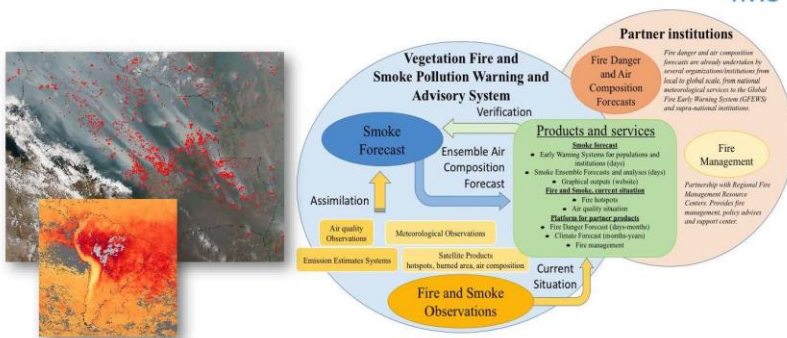 Partner institutions
Fire danger and air composition
forecasts are already undertaken by
several organizations/institutions from
local to global scale, from national
meteorological services to the Global
Fire Early Warning System (GFEWS)
and supra-national institutions.
Fire Danger
and Air
Composition
Forecasts
Vegetation Fire and
Smoke Pollution Warning and
Advisory System
Verification
Smoke
Forecast
Ensemble Air
Composition
Forecast
Assimilation
Products and services
Smoke forecast
Early Warning Systems for populations and
institutions (days)
Smoke Ensemble Forecasts and analyses (days)
Graphical outputs (website)
Fire and Smoke, current situation
Fire hotspots
Air quality situation
Platform for partner products
Fire Danger Forecast (days-months)
Climate Forecast (months-years)
Fire management
Fire
Management
Partnership with Regional Fire
Management Resource
Centers. Provides fire
management, policy advises
and support center.
Air quality
Observations
Meteorological Observations
Emission Estimates Systems
Satellite Products
hotspots, burned area, air composition
Current
Situation
Fire and Smoke
Observations